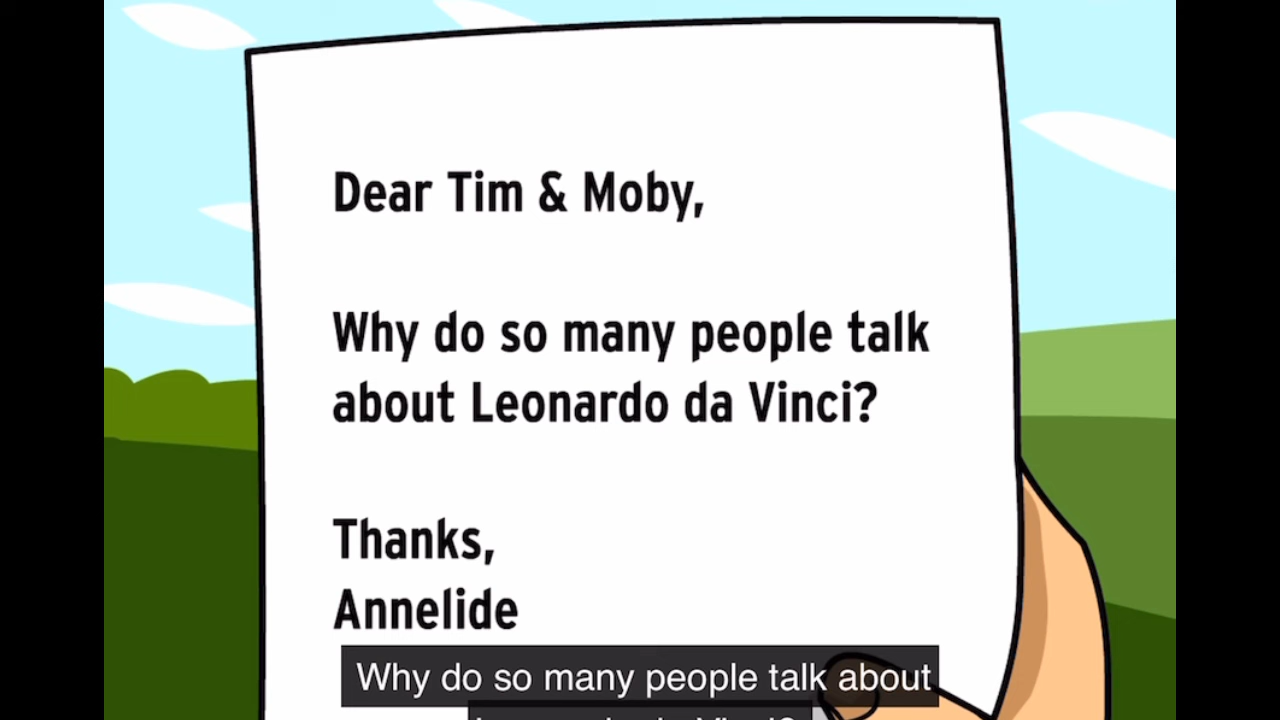 Dear Tim & Moby,
Why do so many people talk
about Leonardo da Vinci?
Thanks,
Annelide
Why do so many people talk about